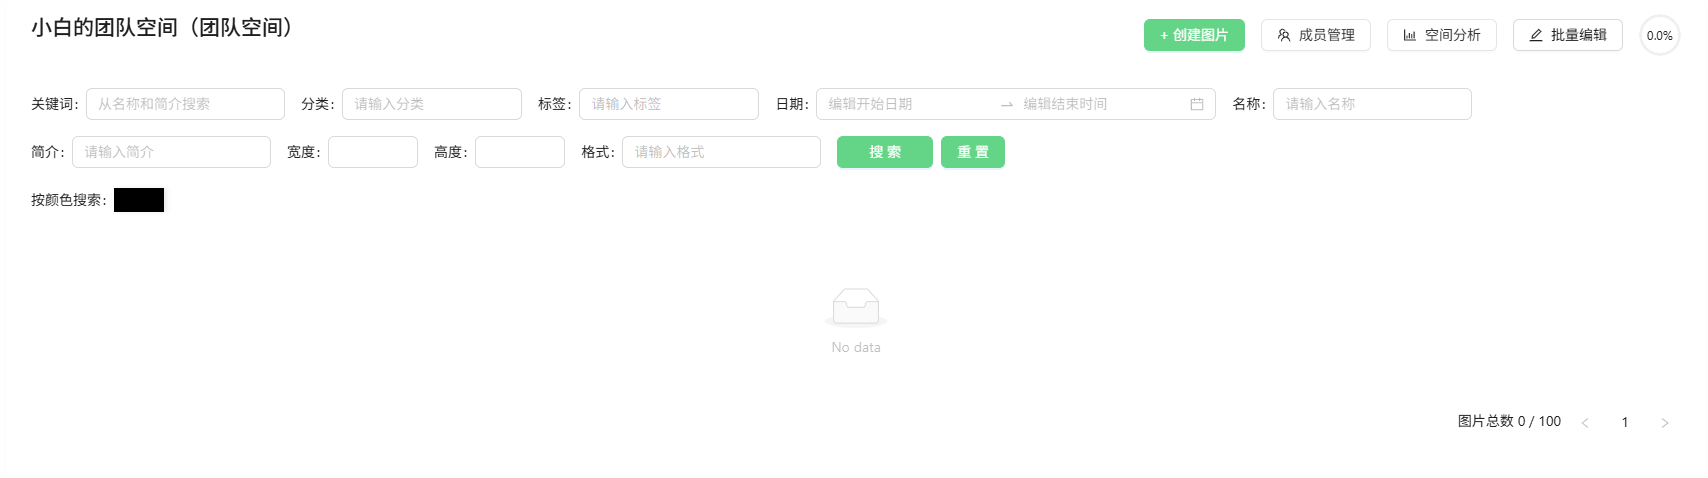 小白的团队空间（团队空间）
+ 创建图片 成员管理 空间分析 批量编辑 0.0%
关键词: 从名称和简介搜索 分类: 请输入分类 标签: 请输入标签 日期: 编辑开始日期 → 编辑结束时间 名称: 请输入名称
简介: 请输入简介 宽度: 高度: 格式: 请输入格式 搜 索 重 置
按颜色搜索:
No data
图片总数 0 / 100 < 1 >